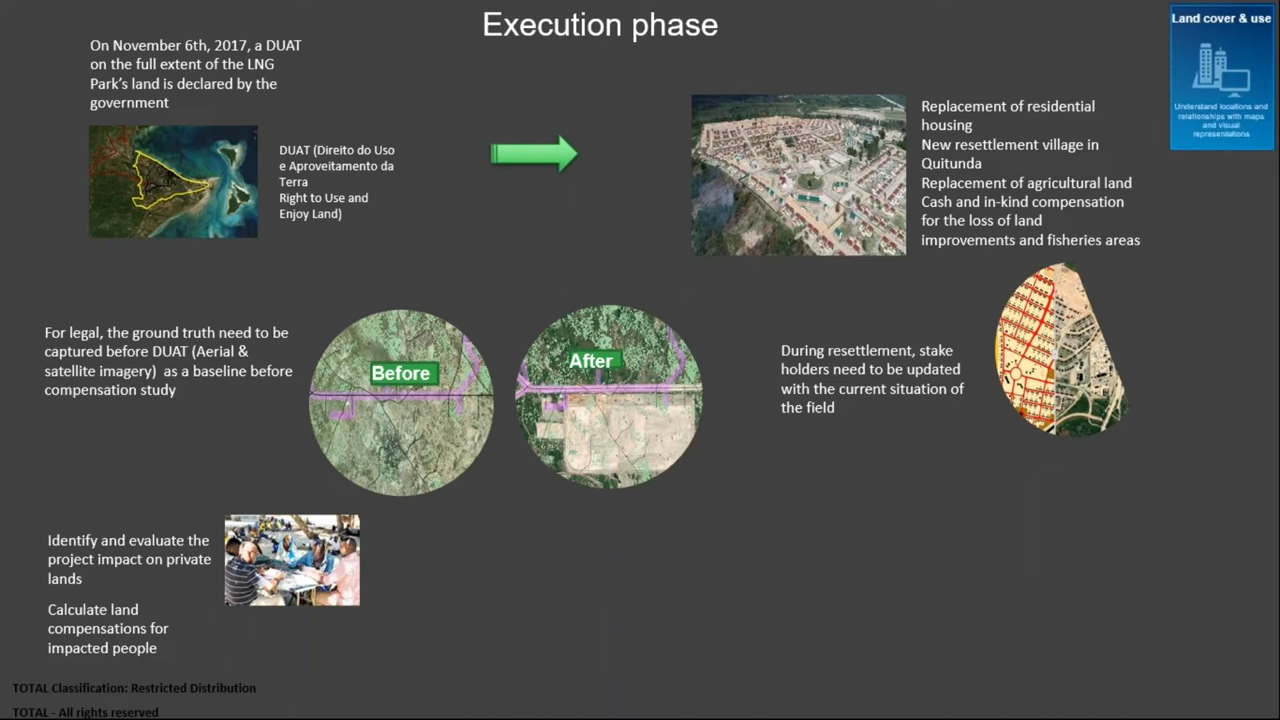 Execution phase
Land cover & use
Understand locations and
relationships with maps
and visual
representations
On November 6th, 2017, a DUAT
on the full extent of the LNG
Park's land is declared by the
government
DUAT (Direito do Uso
e Aproveitamento da
Terra
Right to Use and
Enjoy Land)
Replacement of residential
housing
New resettlement village in
Quitunda
Replacement of agricultural land
Cash and in-kind compensation
for the loss of land
improvements and fisheries areas
For legal, the ground truth need to be
captured before DUAT (Aerial &
satellite imagery) as a baseline before
compensation study
Before
After
During resettlement, stake
holders need to be updated
with the current situation of
the field
Identify and evaluate the
project impact on private
lands
Calculate land
compensations for
impacted people
TOTAL Classification: Restricted Distribution
TOTAL - All rights reserved